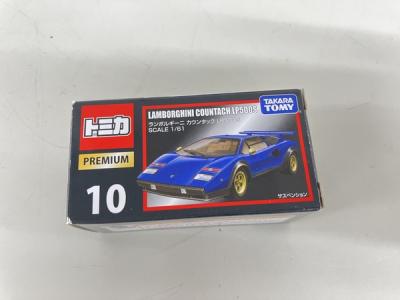 LAMBORGHINI COUNTACH LP500S
ランボルギーニ カウンタック LP500S
SCALE 1/61
TAKARA
TOMY
トミカ
PREMIUM
10
サスペンション